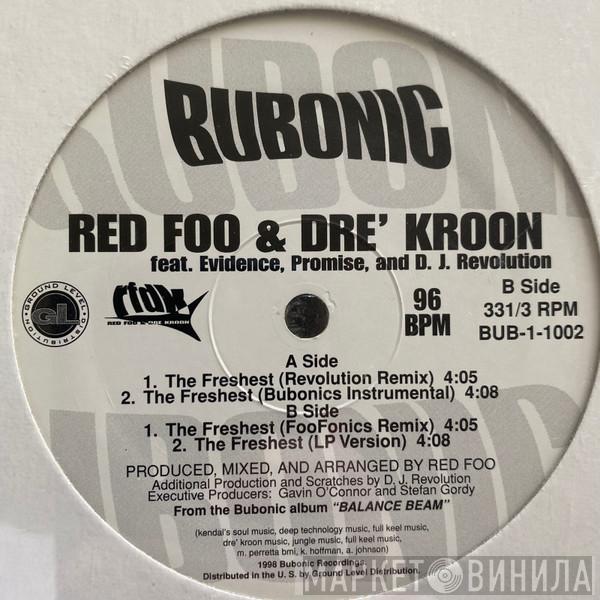 BUBONIC
RED FOO & DRE' KROON
feat. Evidence, Promise, and D. J. Revolution
GROUND LEVEL
GL
DISTRIBUTION
rfdk
RED FOO & DRE KROON
96
BPM
B Side
331/3 RPM
BUB-1-1002
A Side
1. The Freshest (Revolution Remix) 4:05
2. The Freshest (Bubonics Instrumental) 4:08
B Side
1. The Freshest (FooFonics Remix) 4:05
2. The Freshest (LP Version) 4:08
PRODUCED, MIXED, AND ARRANGED BY RED FOO
Additional Production and Scratches by D. J. Revolution
Executive Producers: Gavin O'Connor and Stefan Gordy
From the Bubonic album "BALANCE BEAM"
(kendal's soul music, deep technology music, full keel music,
dre' kroon music, jungle music, full keel music,
m. perretta bmi, k. hoffman, a. johnson)
1998 Bubonic Recordings.
Distributed in the U. S. by Ground Level Distribution.
МАРКЕТ ВИНИЛА